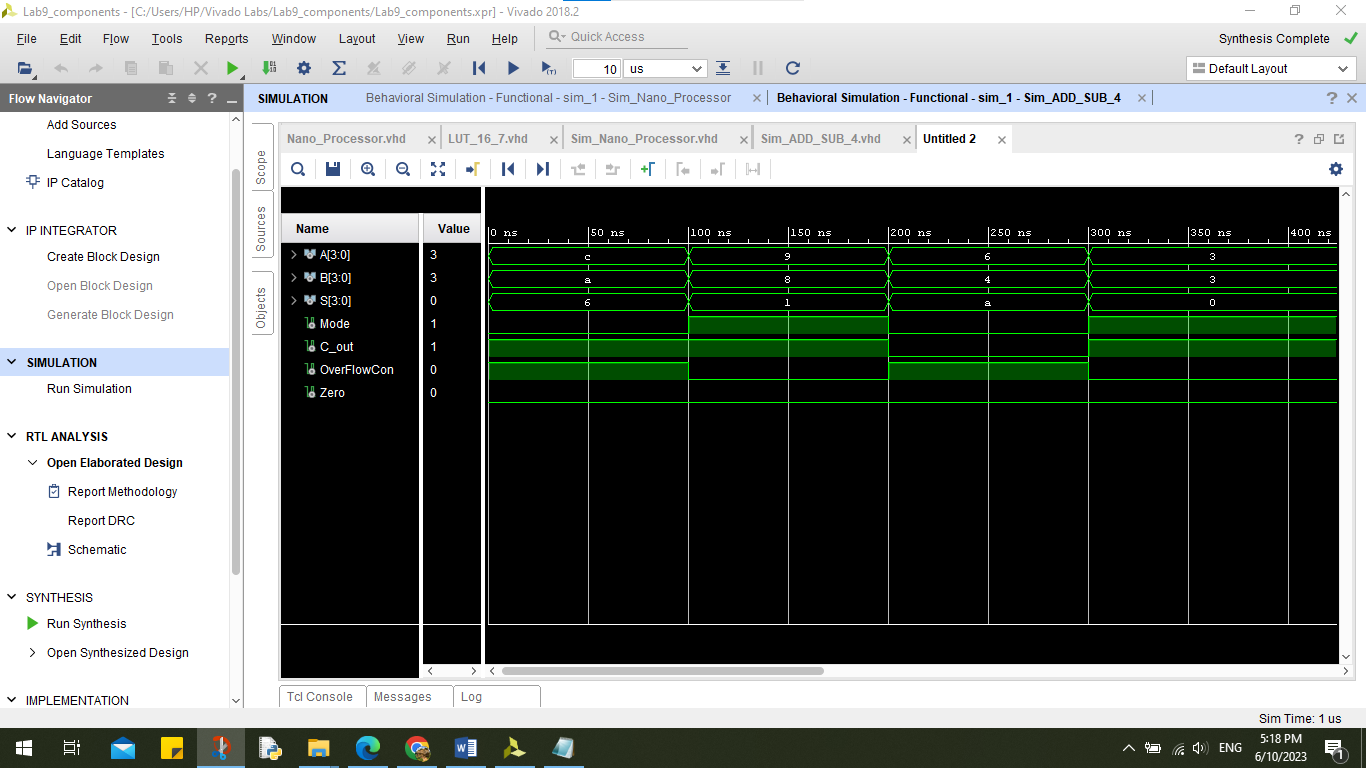 Lab9_components - [C:/Users/HP/Vivado Labs/Lab9_components/Lab9_components.xpr] - Vivado 2018.2
File Edit Flow Tools Reports Window Layout View Run Help Quick Access Synthesis Complete
10 us Default Layout
Flow Navigator
SIMULATION Behavioral Simulation - Functional - sim_1 - Sim_Nano_Processor Behavioral Simulation - Functional - sim_1 - Sim_ADD_SUB_4
Add Sources
Language Templates
IP Catalog
IP INTEGRATOR
Create Block Design
Open Block Design
Generate Block Design
SIMULATION
Run Simulation
RTL ANALYSIS
Open Elaborated Design
Report Methodology
Report DRC
Schematic
SYNTHESIS
Run Synthesis
Open Synthesized Design
IMPLEMENTATION
Scope
Sources
Objects
Nano_Processor.vhd LUT_16_7.vhd Sim_Nano_Processor.vhd Sim_ADD_SUB_4.vhd Untitled 2
Name Value
0 ns 50 ns 100 ns 150 ns 200 ns 250 ns 300 ns 350 ns 400 ns
A[3:0] 3 c 9 6 3
B[3:0] 3 a 8 4 3
S[3:0] 0 6 1 a 0
Mode 1
C_out 1
OverFlowCon 0
Zero 0
Tcl Console Messages Log
Sim Time: 1 us
ENG
5:18 PM
6/10/2023
1